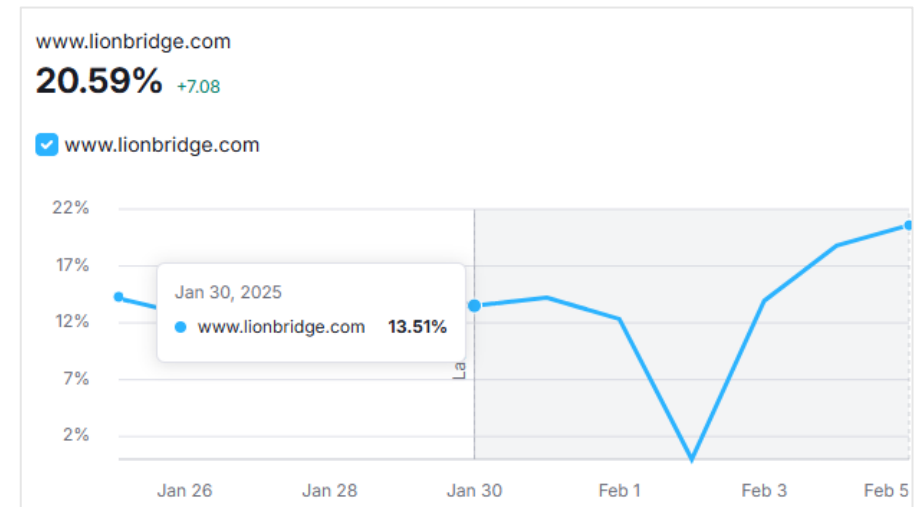 www.lionbridge.com
20.59% +7.08
www.lionbridge.com
22%
17%
12%
7%
2%
Jan 30, 2025
www.lionbridge.com 13.51%
La
Jan 26 Jan 28 Jan 30 Feb 1 Feb 3 Feb 5